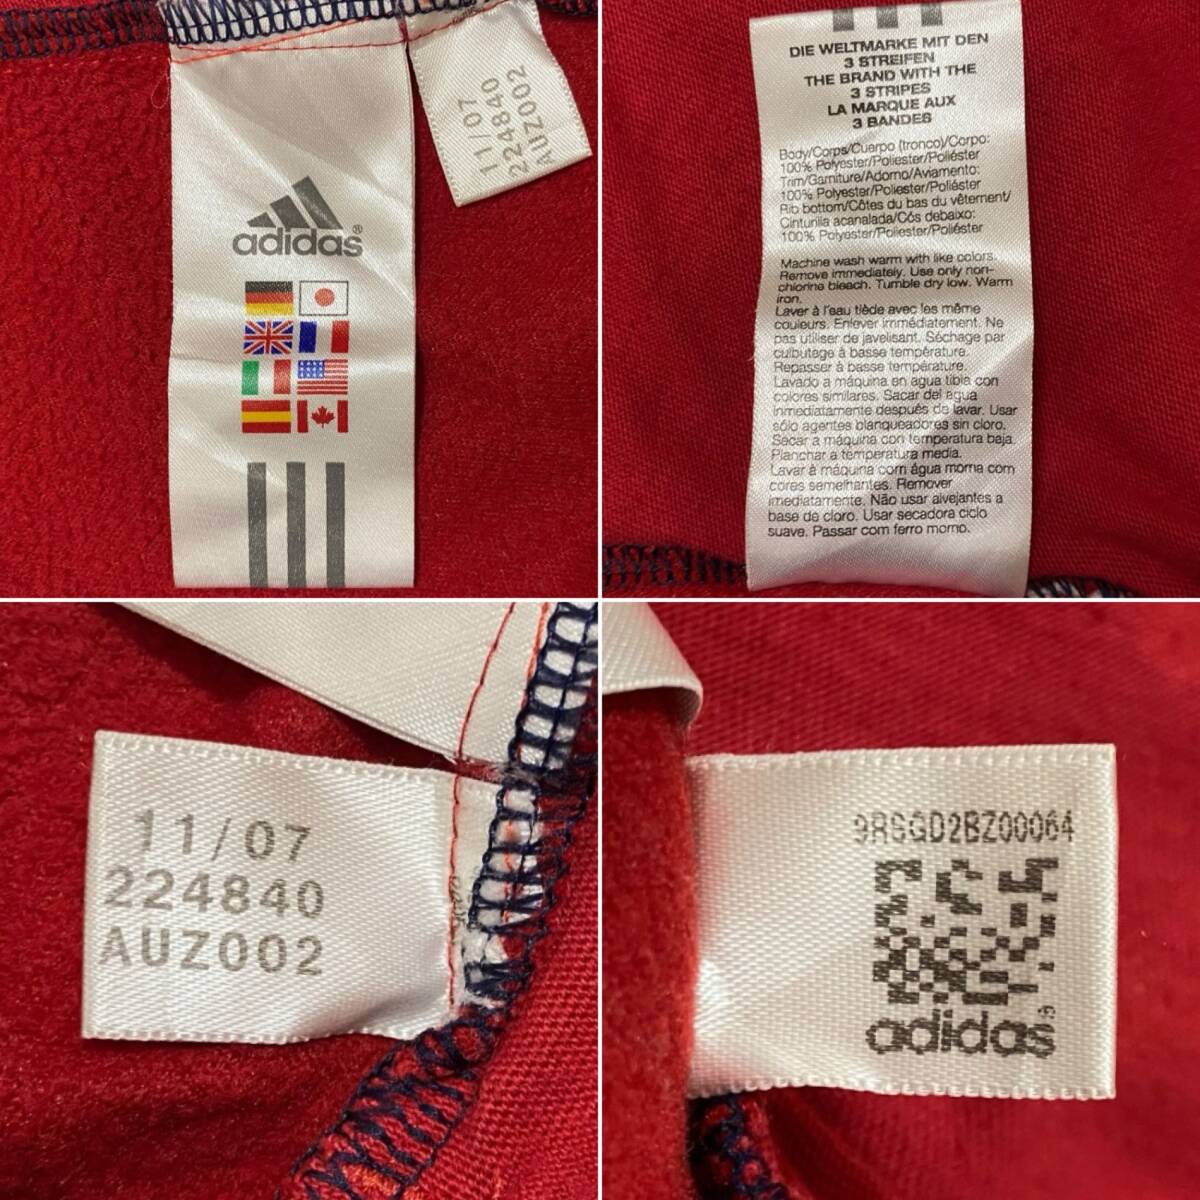 adidas®
11/07
224840
AUZ002
DIE WELTMARKE MIT DEN
3 STREIFEN
THE BRAND WITH THE
3 STRIPES
LA MARQUE AUX
3 BANDES
Body/Corps/Cuerpo (tronco)/Corpo:
100% Polyester/Poliester/Poliéster
Trim/Garniture/Adorno/Aviamento:
100% Polyester/Poliester/Poliéster
Rib bottom/Côtes du bas du vêtement/
Cinturilla acanalada/Cós debaixo:
100% Polyester/Poliester/Poliéster
Machine wash warm with like colors.
Remove immediately. Use only non-
chlorine bleach. Tumble dry low. Warm
iron.
Laver à l'eau tiède avec les même
couleurs. Enlever immédiatement. Ne
pas utiliser de javelisant. Séchage par
culbutage à basse température.
Repasser à basse température.
Lavado a máquina en agua tibia con
colores similares. Sacar del agua
inmediatamente después de lavar. Usar
sólo agentes blanqueadores sin cloro.
Secar a máquina con temperatura baja.
Planchar a temperatura media.
Lavar à máquina com água morna com
cores semelhantes. Remover
imediatamente. Não usar alvejantes a
base de cloro. Usar secadora ciclo
suave. Passar com ferro morno.
11/07
224840
AUZ002
9RSGD2BZ00064
adidas